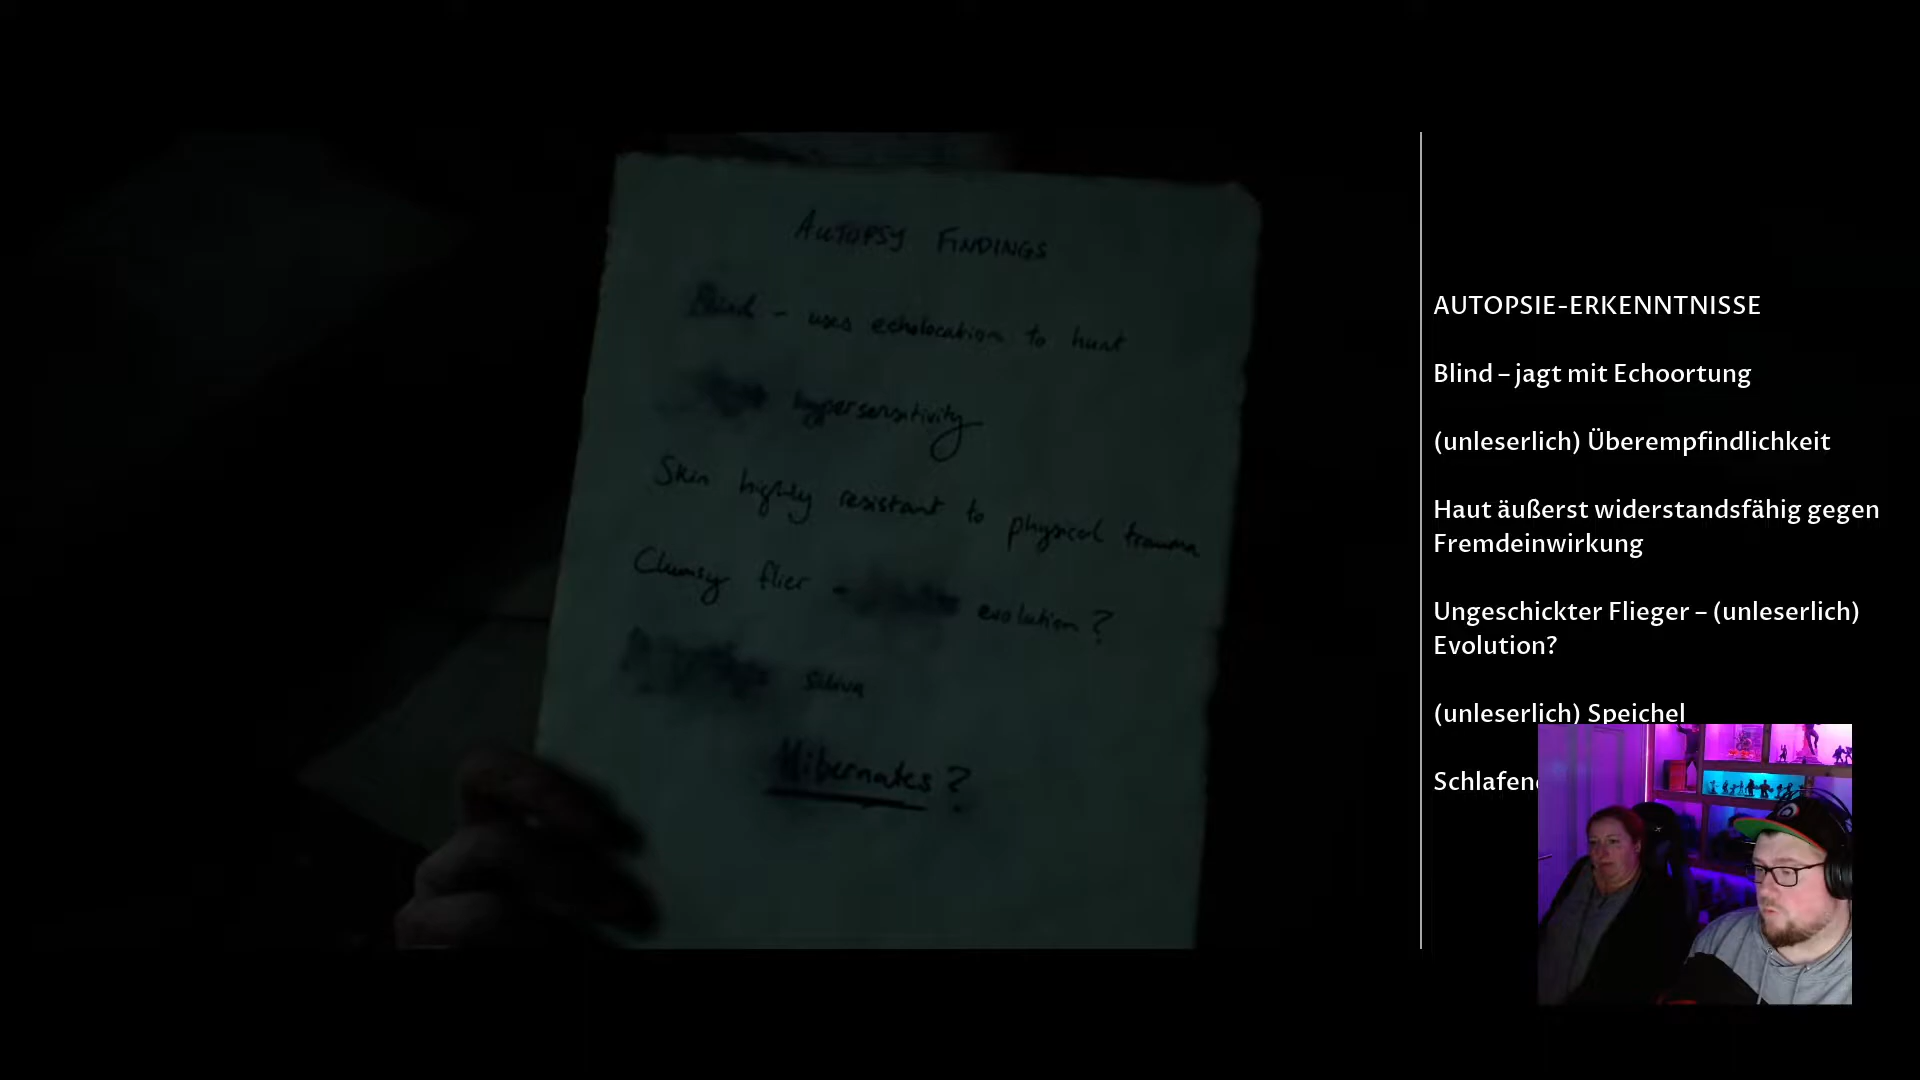 AUTOPSY FINDINGS
Blind - uses echolocation to hunt
hypersensitivity
Skin highly resistant to physical trauma
Clumsy flier - evolution?
saliva
Hibernates?
AUTOPSIE-ERKENNTNISSE
Blind – jagt mit Echoortung
(unleserlich) Überempfindlichkeit
Haut äußerst widerstandsfähig gegen
Fremdeinwirkung
Ungeschickter Flieger – (unleserlich)
Evolution?
(unleserlich) Speichel